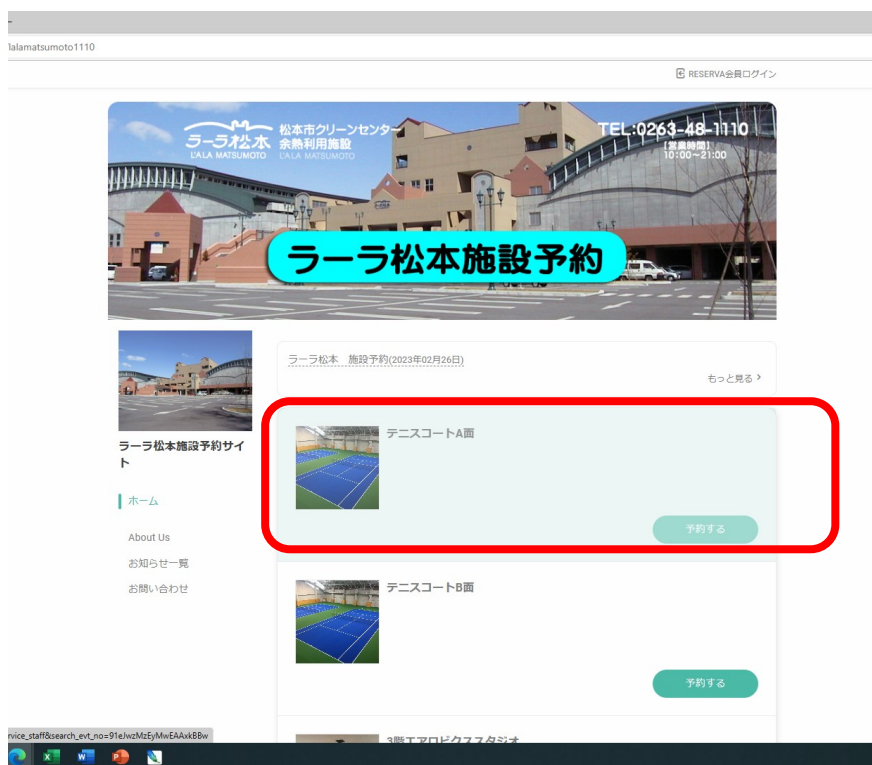 lalamatsumoto1110
RESERVA会員ログイン
ラーラ松本
L'ALA MATSUMOTO
松本市クリーンセンター
余熱利用施設
L'ALA MATSUMOTO
TEL:0263-48-1110
【営業時間】
10:00~21:00
ラーラ松本施設予約
ラーラ松本 施設予約(2023年02月26日)
もっと見る
ラーラ松本施設予約サイ
ト
ホーム
About Us
お知らせ一覧
お問い合わせ
テニスコートA面
予約する
テニスコートB面
予約する
3階エアロビクススタジオ
rvice_staff&search_evt_no=91eJwzMzEyMwEAAxkBBw